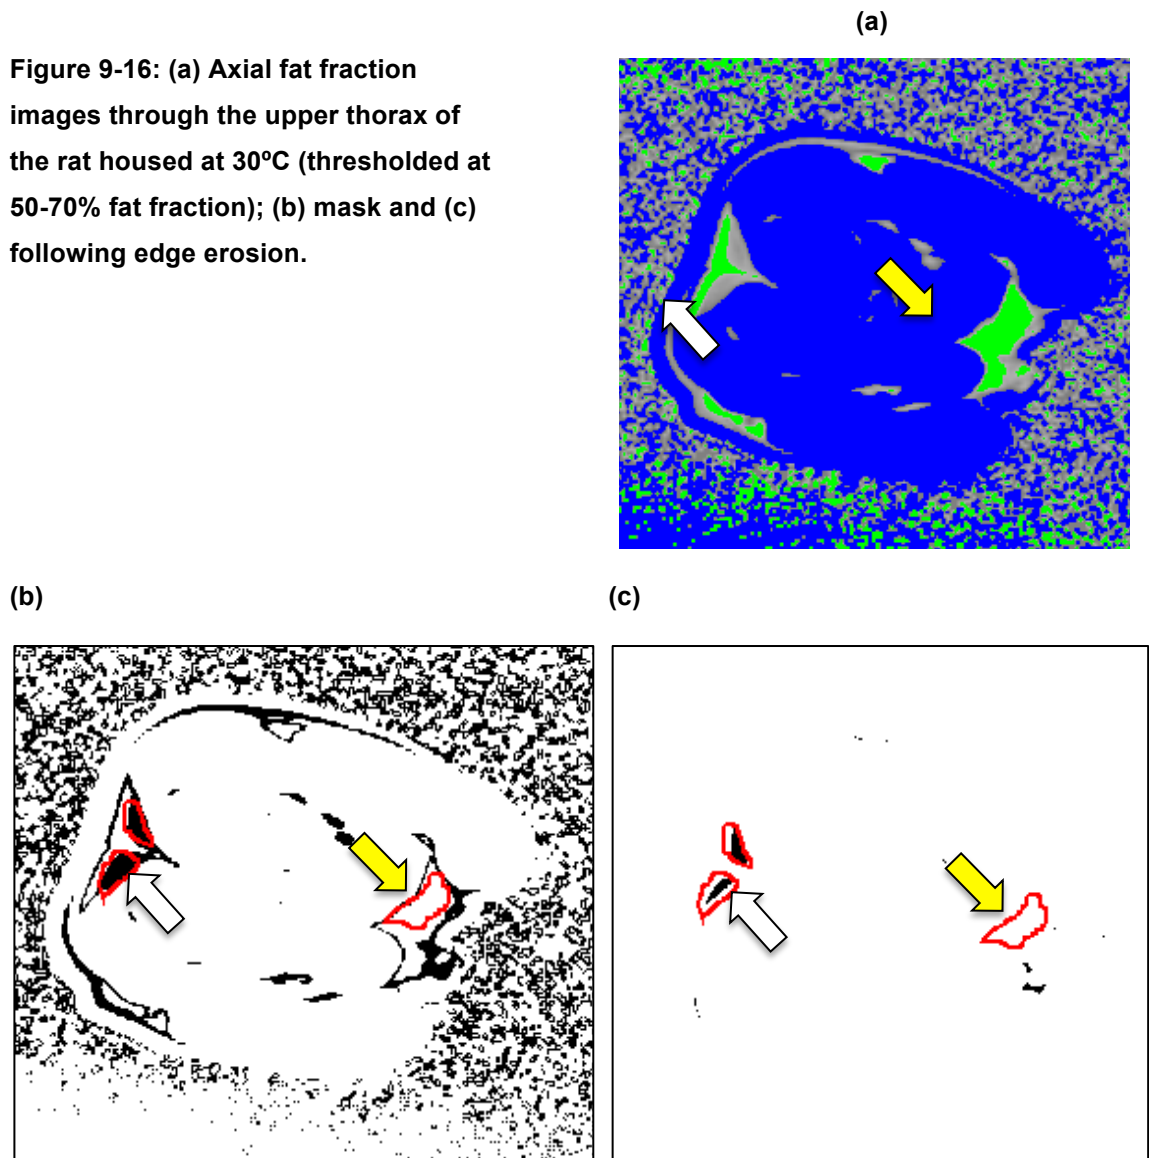 (a)
Figure 9-16: (a) Axial fat fraction
images through the upper thorax of
the rat housed at 30ºC (thresholded at
50-70% fat fraction); (b) mask and (c)
following edge erosion.
(b)
(c)